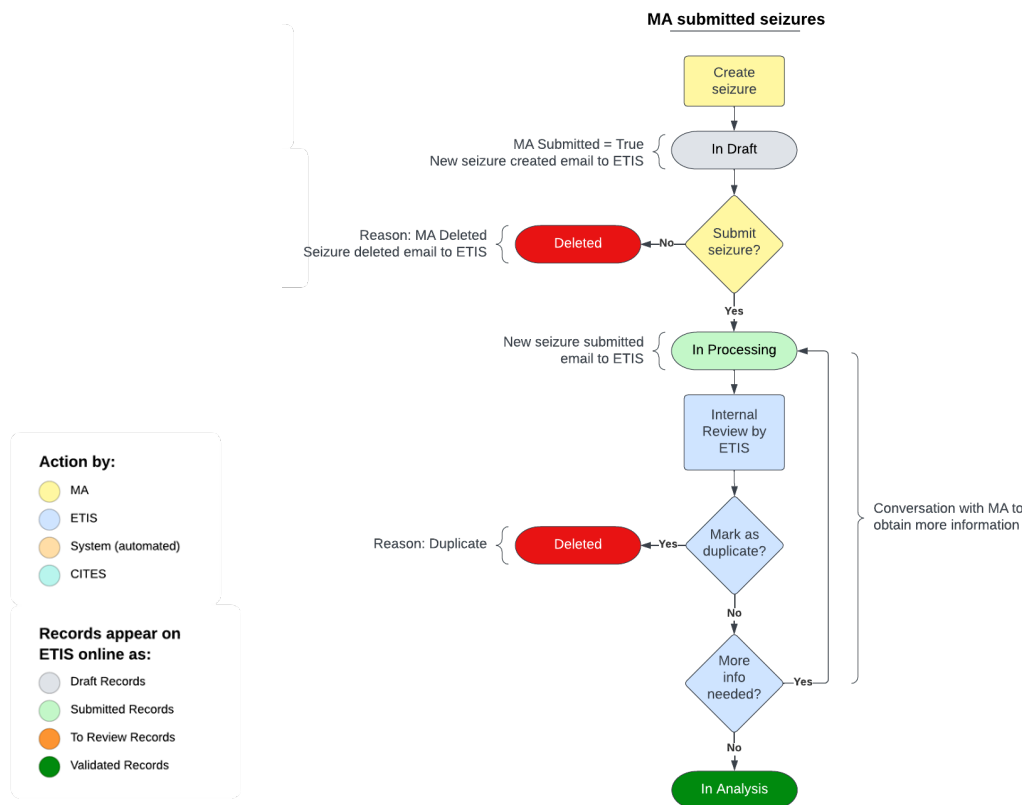 MA submitted seizures
Create
seizure
MA Submitted = True
New seizure created email to ETIS
In Draft
Reason: MA Deleted
Seizure deleted email to ETIS
Deleted
No
Submit
seizure?
Yes
New seizure submitted
email to ETIS
In Processing
Internal
Review by
ETIS
Conversation with MA to
obtain more information
Reason: Duplicate
Deleted
Yes
Mark as
duplicate?
No
More
info
needed?
Yes
No
In Analysis
Action by:
MA
ETIS
System (automated)
CITES
Records appear on
ETIS online as:
Draft Records
Submitted Records
To Review Records
Validated Records